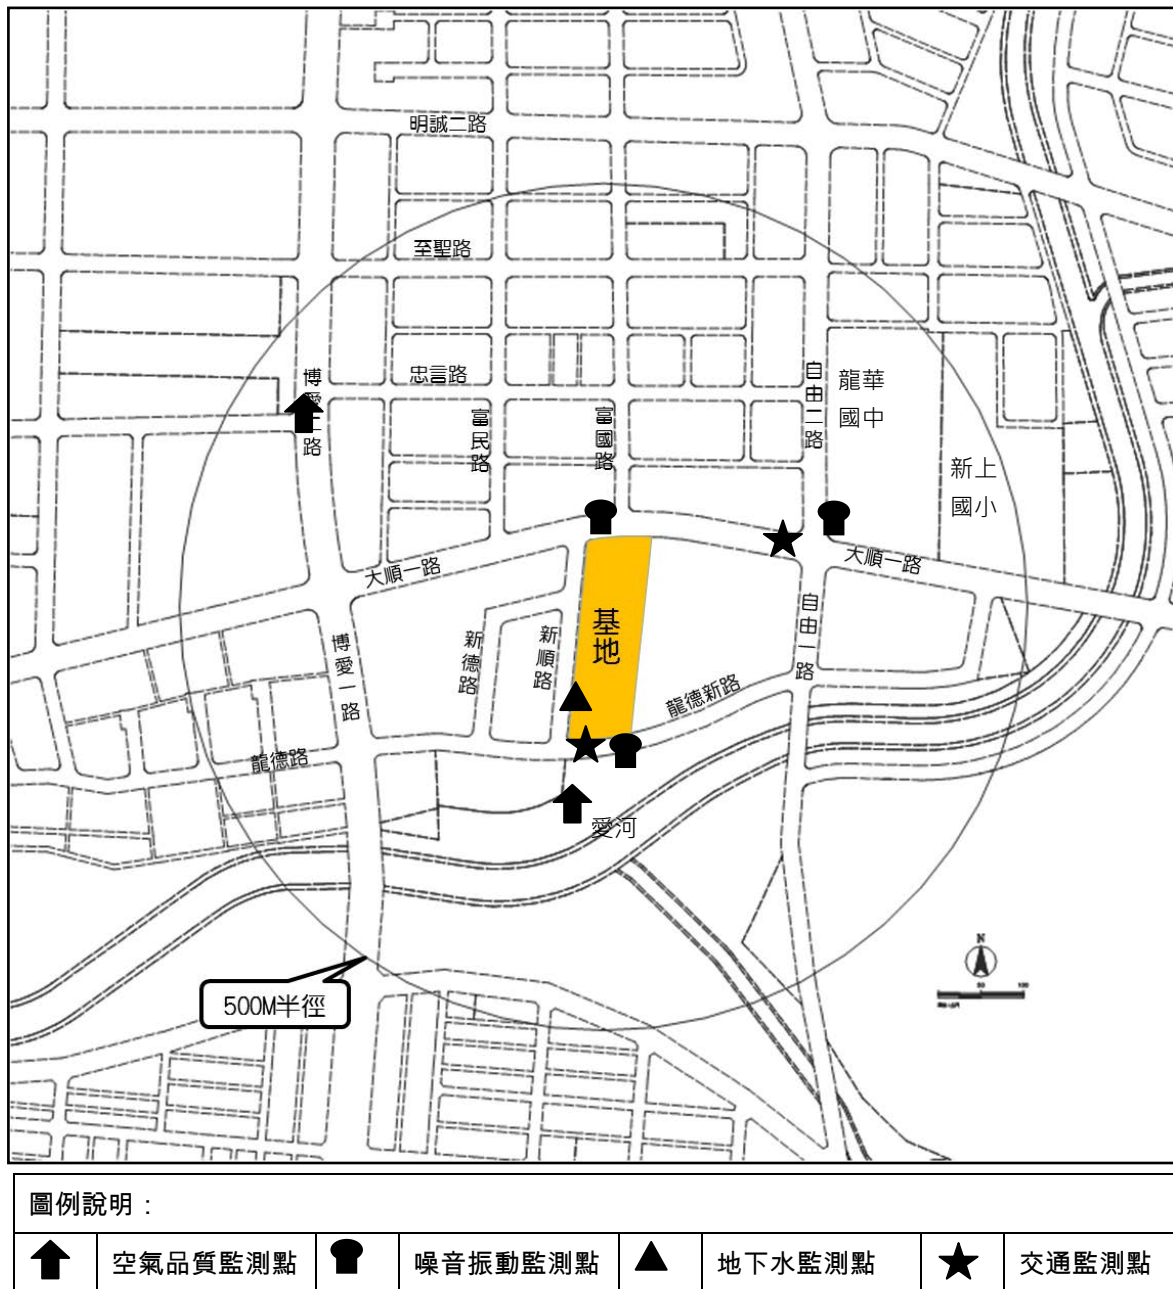 明誠二路
至聖路
忠言路
博愛二路
富民路
富國路
自由二路
龍華
國中
新上
國小
大順一路
大順一路
基地
新德路
新順路
博愛一路
自由一路
龍德新路
龍德路
愛河
500M半徑
N
50
100
圖例說明：
空氣品質監測點
噪音振動監測點
地下水監測點
交通監測點